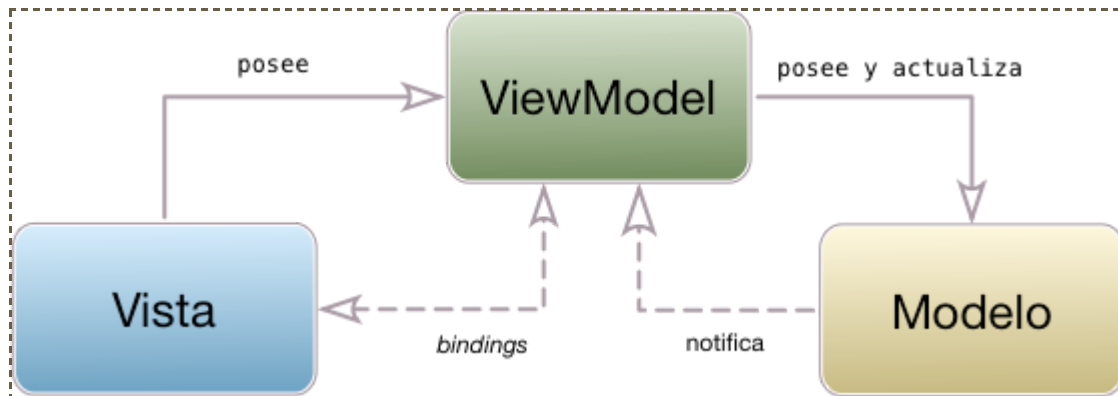 posee
ViewModel
posee y actualiza
Vista
bindings
notifica
Modelo